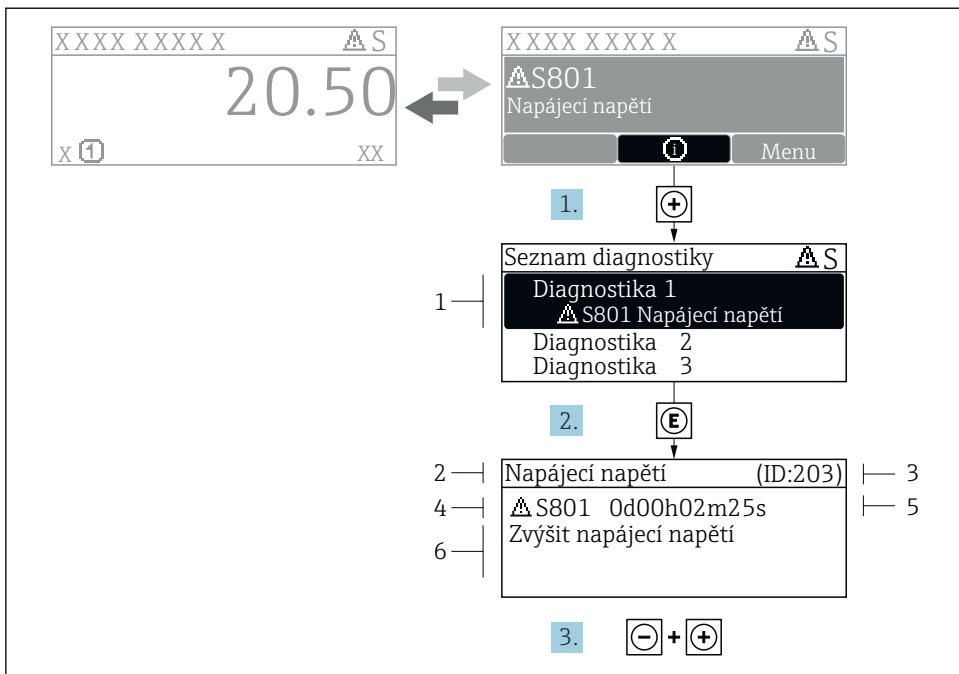 XXXX XXXX X ⚠ S
20.50
X ① XX
XXXX XXXX X ⚠ S
⚠S801
Napájecí napětí
ⓘ Menu
1. ⊕
Seznam diagnostiky ⚠ S
1
Diagnostika 1
⚠ S801 Napájecí napětí
Diagnostika 2
Diagnostika 3
2. Ⓔ
2 Napájecí napětí (ID:203) 3
4 ⚠ S801 0d00h02m25s 5
6 Zvýšit napájecí napětí
3. ⊖ + ⊕